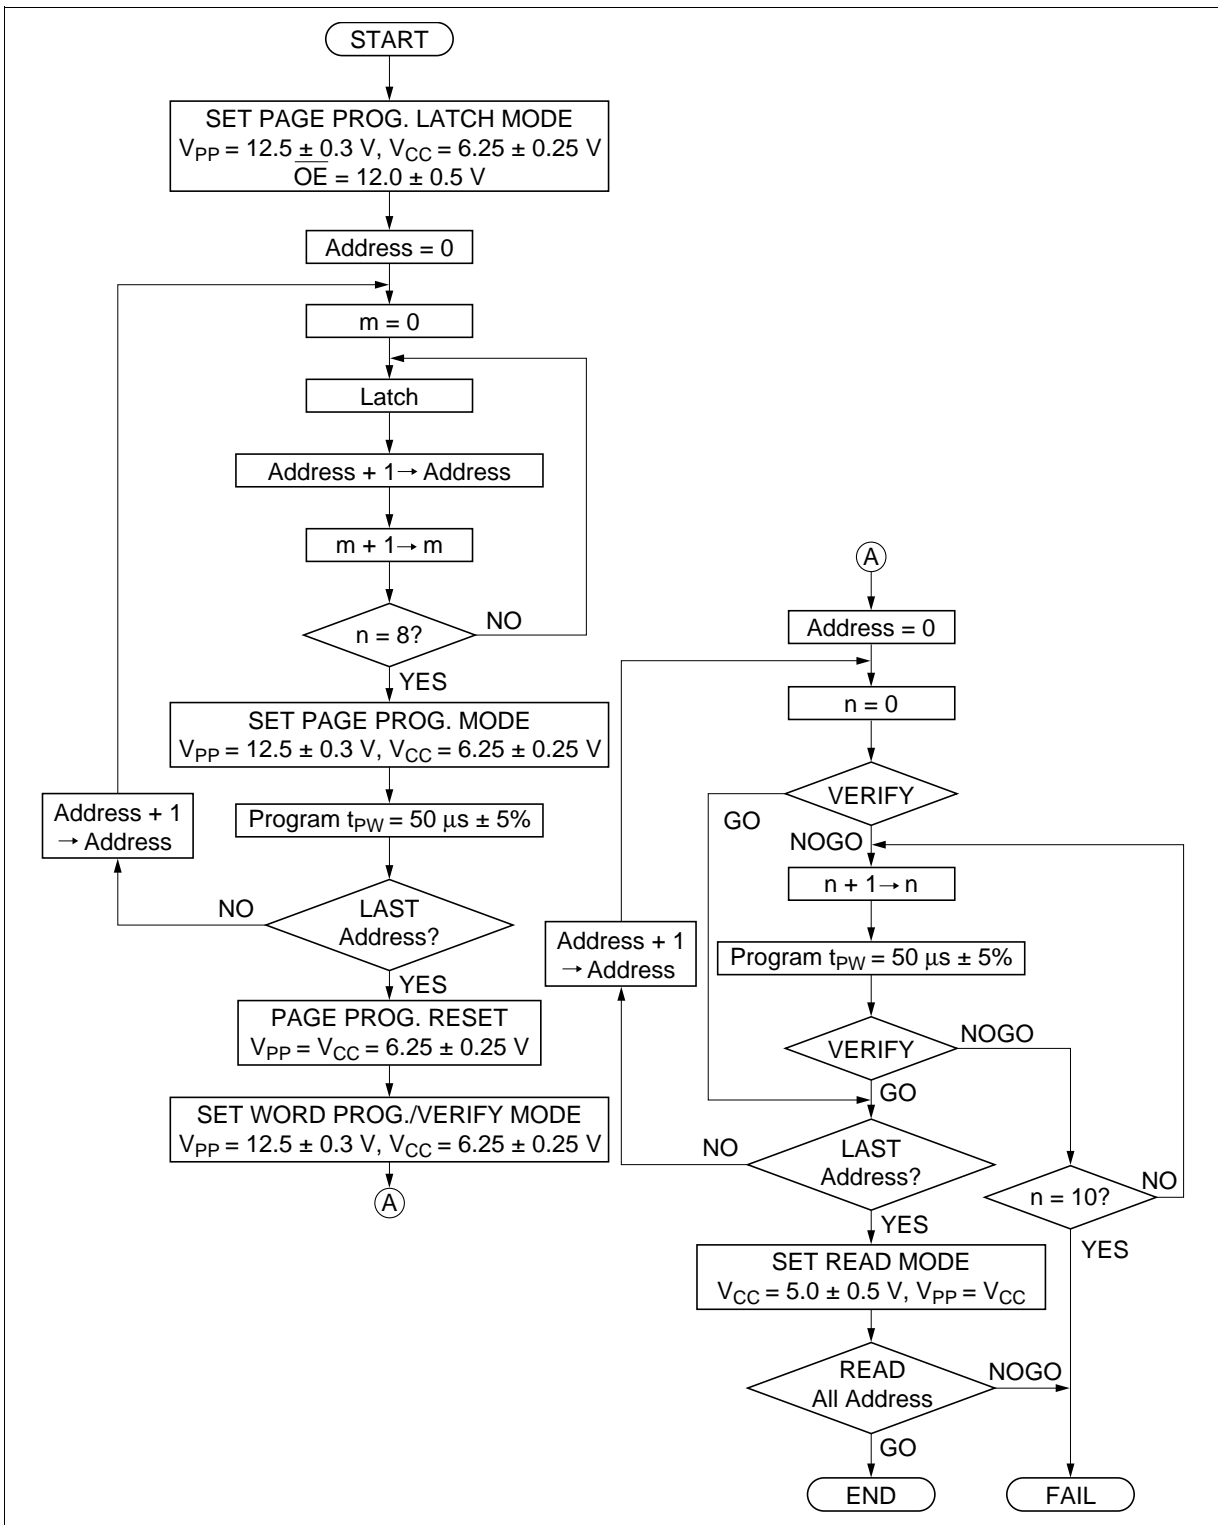 START
SET PAGE PROG. LATCH MODE
VPP = 12.5 ± 0.3 V, VCC = 6.25 ± 0.25 V
O̅E̅ = 12.0 ± 0.5 V
Address = 0
m = 0
Latch
Address + 1 → Address
m + 1 → m
n = 8?
NO
YES
SET PAGE PROG. MODE
VPP = 12.5 ± 0.3 V, VCC = 6.25 ± 0.25 V
Address + 1
→ Address
Program tPW = 50 μs ± 5%
NO
LAST
Address?
YES
PAGE PROG. RESET
VPP = VCC = 6.25 ± 0.25 V
SET WORD PROG./VERIFY MODE
VPP = 12.5 ± 0.3 V, VCC = 6.25 ± 0.25 V
A
A
Address = 0
n = 0
VERIFY
GO
NOGO
n + 1 → n
Address + 1
→ Address
Program tPW = 50 μs ± 5%
VERIFY
NOGO
GO
NO
LAST
Address?
n = 10?
NO
YES
YES
SET READ MODE
VCC = 5.0 ± 0.5 V, VPP = VCC
READ
All Address
NOGO
GO
END
FAIL